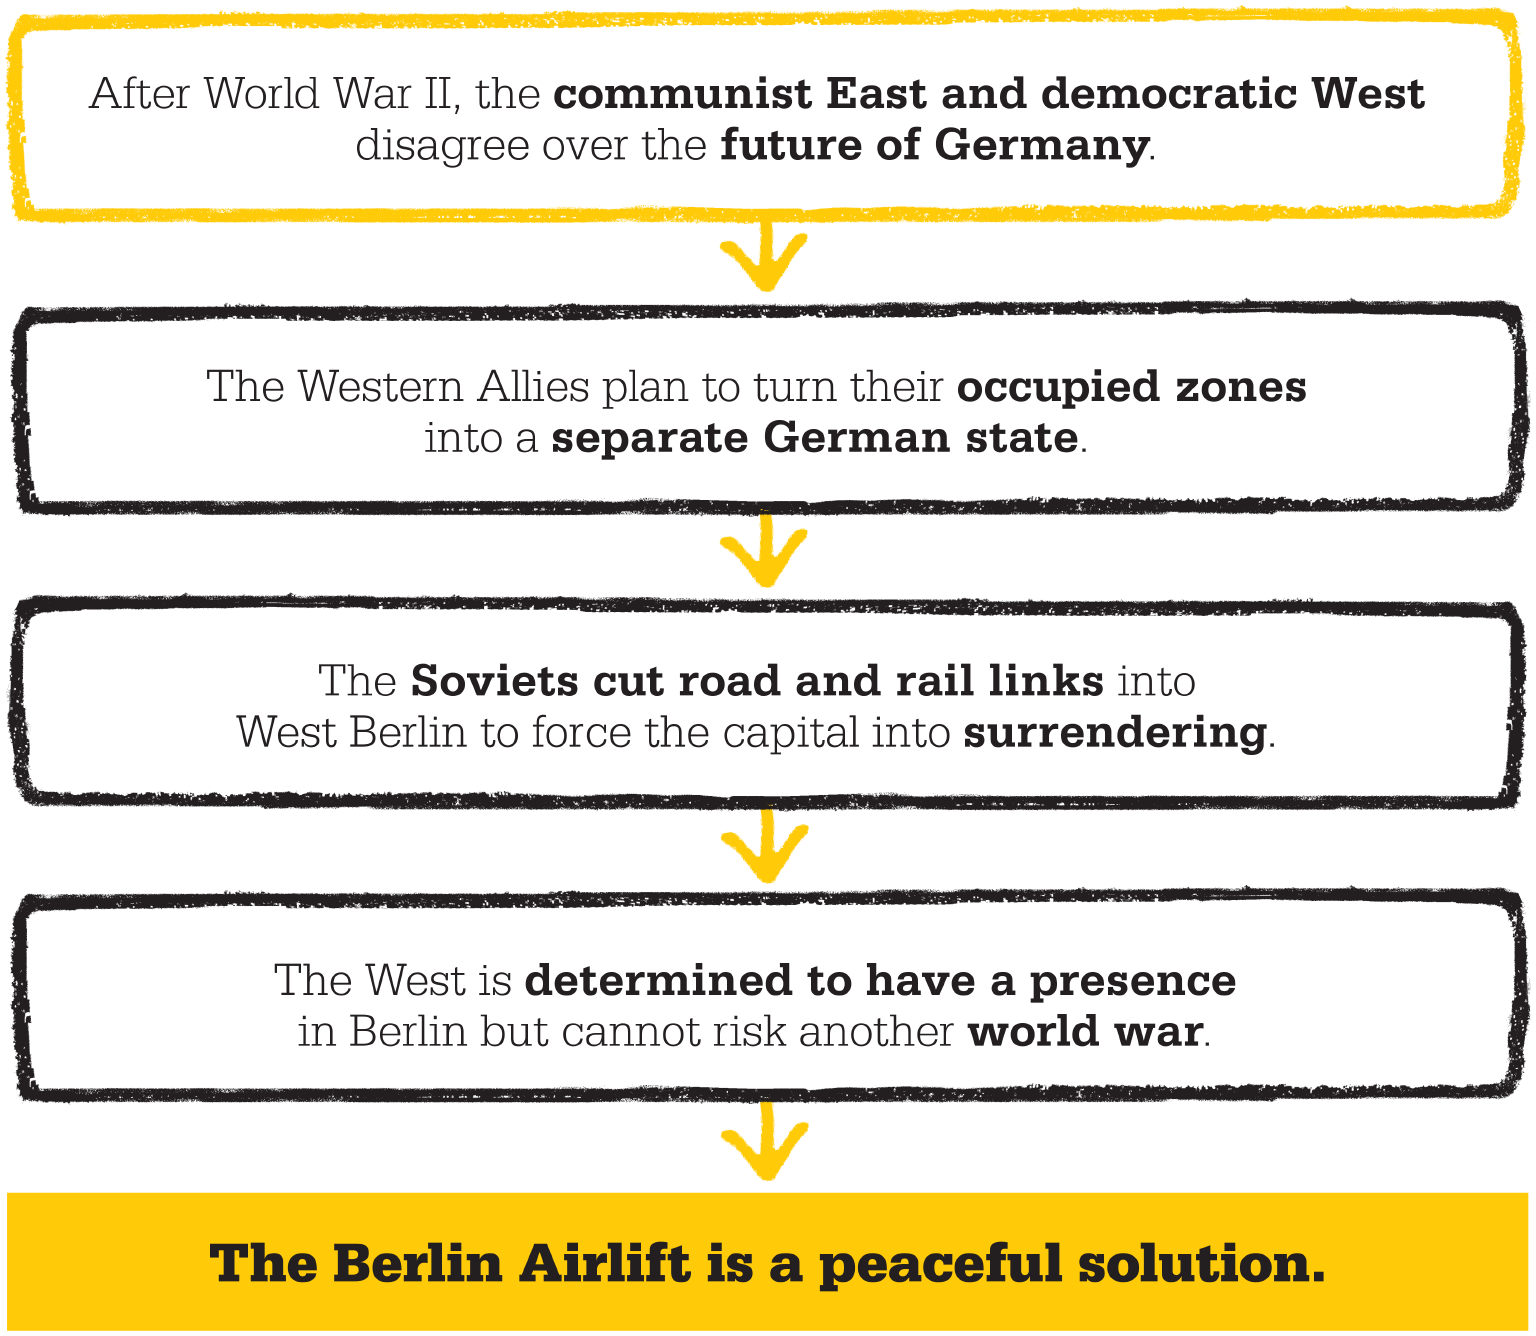 After World War II, the communist East and democratic West
disagree over the future of Germany.
The Western Allies plan to turn their occupied zones
into a separate German state.
The Soviets cut road and rail links into
West Berlin to force the capital into surrendering.
The West is determined to have a presence
in Berlin but cannot risk another world war.
The Berlin Airlift is a peaceful solution.